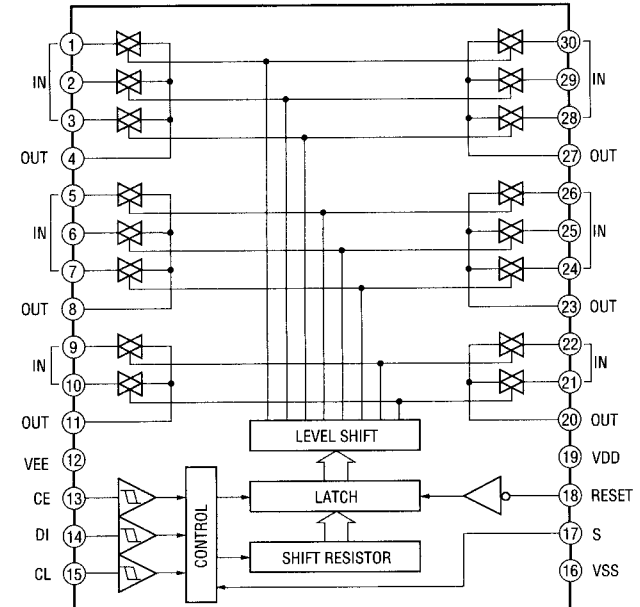 1 30
IN 2 29 IN
3 28
OUT 4 27 OUT
5 26
IN 6 25 IN
7 24
OUT 8 23 OUT
9 22
IN IN
10 21
OUT 11 20 OUT
LEVEL SHIFT
VEE 12 19 VDD
CE 13 LATCH 18 RESET
DI 14 CONTROL 17 S
SHIFT RESISTOR
CL 15 16 VSS